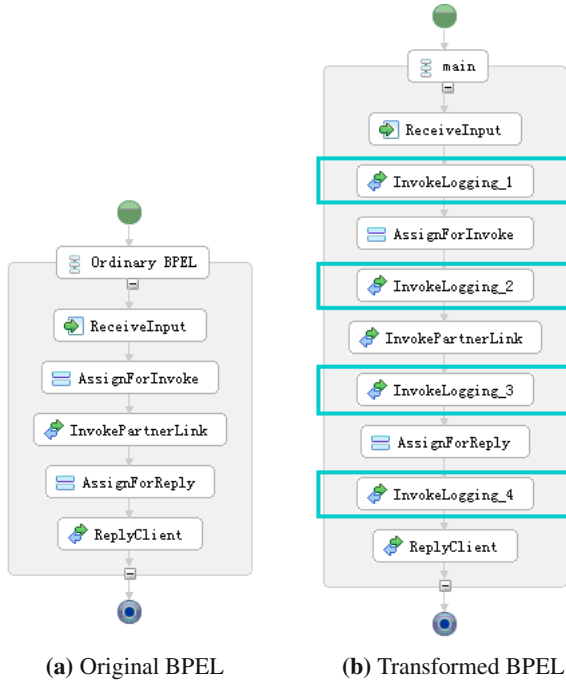 Ordinary BPEL
ReceiveInput
AssignForInvoke
InvokePartnerLink
AssignForReply
ReplyClient
(a) Original BPEL
main
ReceiveInput
InvokeLogging_1
AssignForInvoke
InvokeLogging_2
InvokePartnerLink
InvokeLogging_3
AssignForReply
InvokeLogging_4
ReplyClient
(b) Transformed BPEL